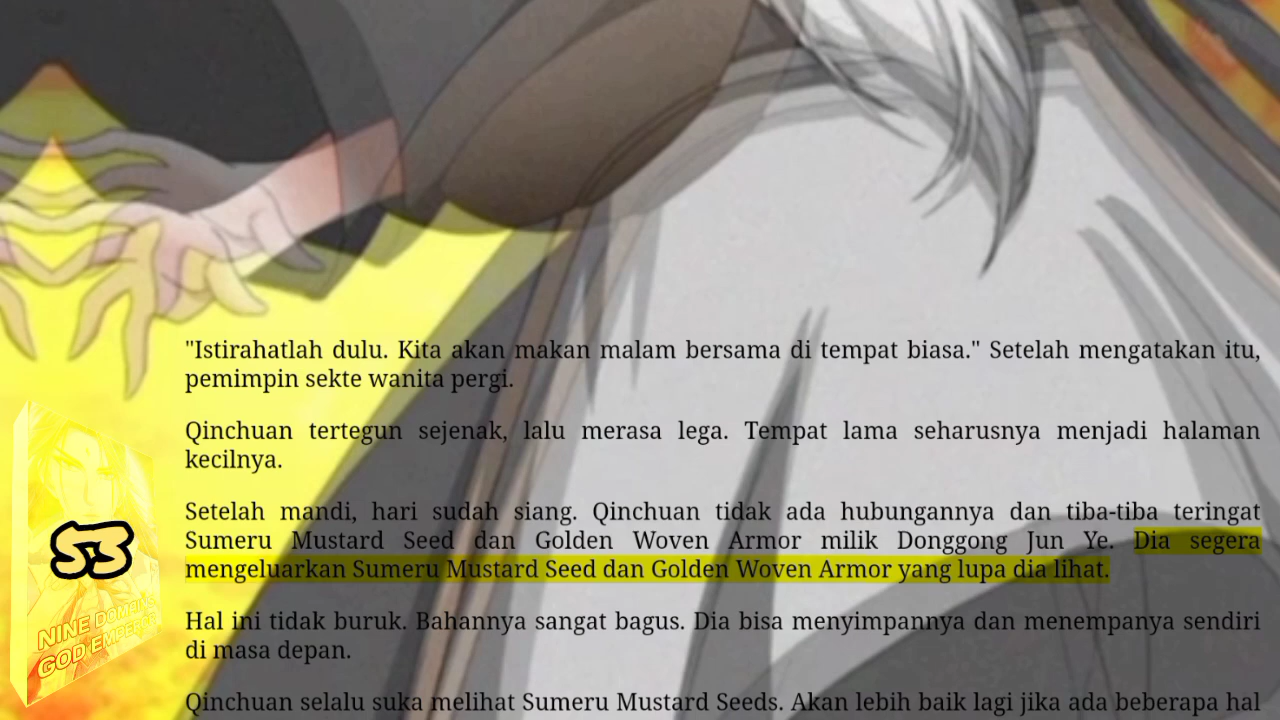 "Istirahatlah dulu. Kita akan makan malam bersama di tempat biasa." Setelah mengatakan itu,
pemimpin sekte wanita pergi.
Qinchuan tertegun sejenak, lalu merasa lega. Tempat lama seharusnya menjadi halaman
kecilnya.
Setelah mandi, hari sudah siang. Qinchuan tidak ada hubungannya dan tiba-tiba teringat
Sumeru Mustard Seed dan Golden Woven Armor milik Donggong Jun Ye. Dia segera
mengeluarkan Sumeru Mustard Seed dan Golden Woven Armor yang lupa dia lihat.
Hal ini tidak buruk. Bahannya sangat bagus. Dia bisa menyimpannya dan menempanya sendiri
di masa depan.
Qinchuan selalu suka melihat Sumeru Mustard Seeds. Akan lebih baik lagi jika ada beberapa hal
53
NINE DOMAINS
GOD EMPEROR